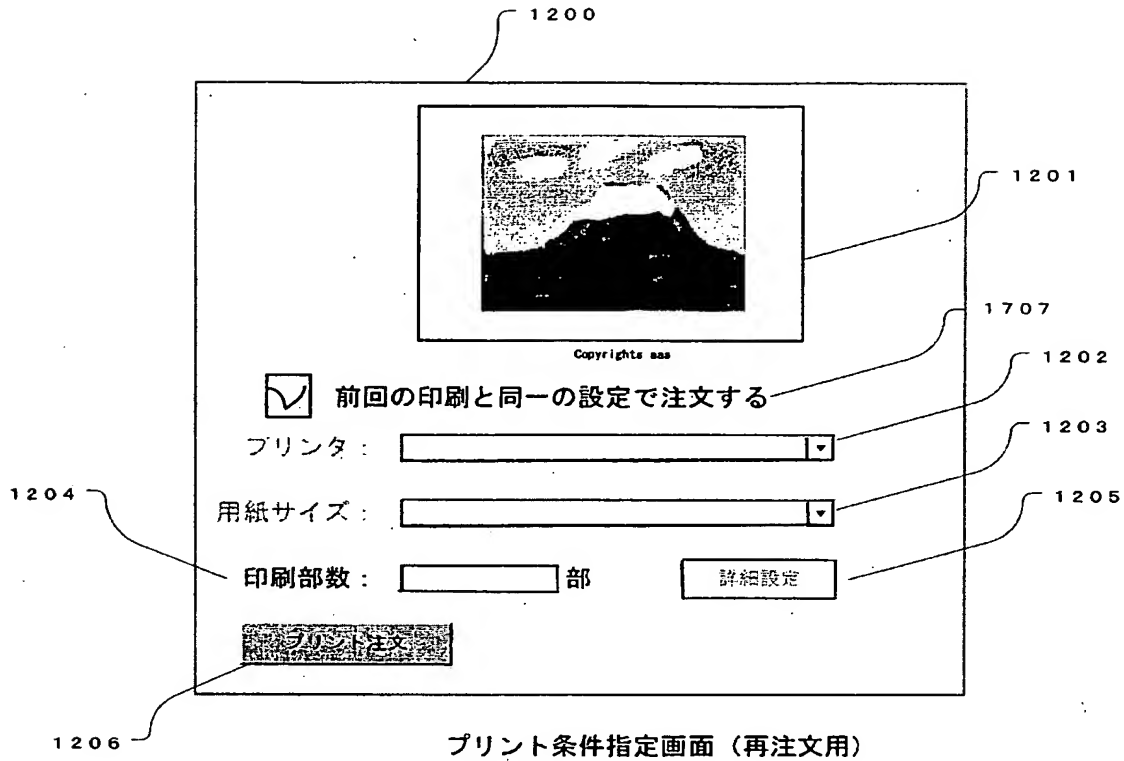 1200
1201
1707
Copyrights aas
1202
前回の印刷と同一の設定で注文する
プリンタ：
1203
1204
用紙サイズ：
1205
印刷部数： 部 詳細設定
プリント注文
1206
プリント条件指定画面（再注文用）